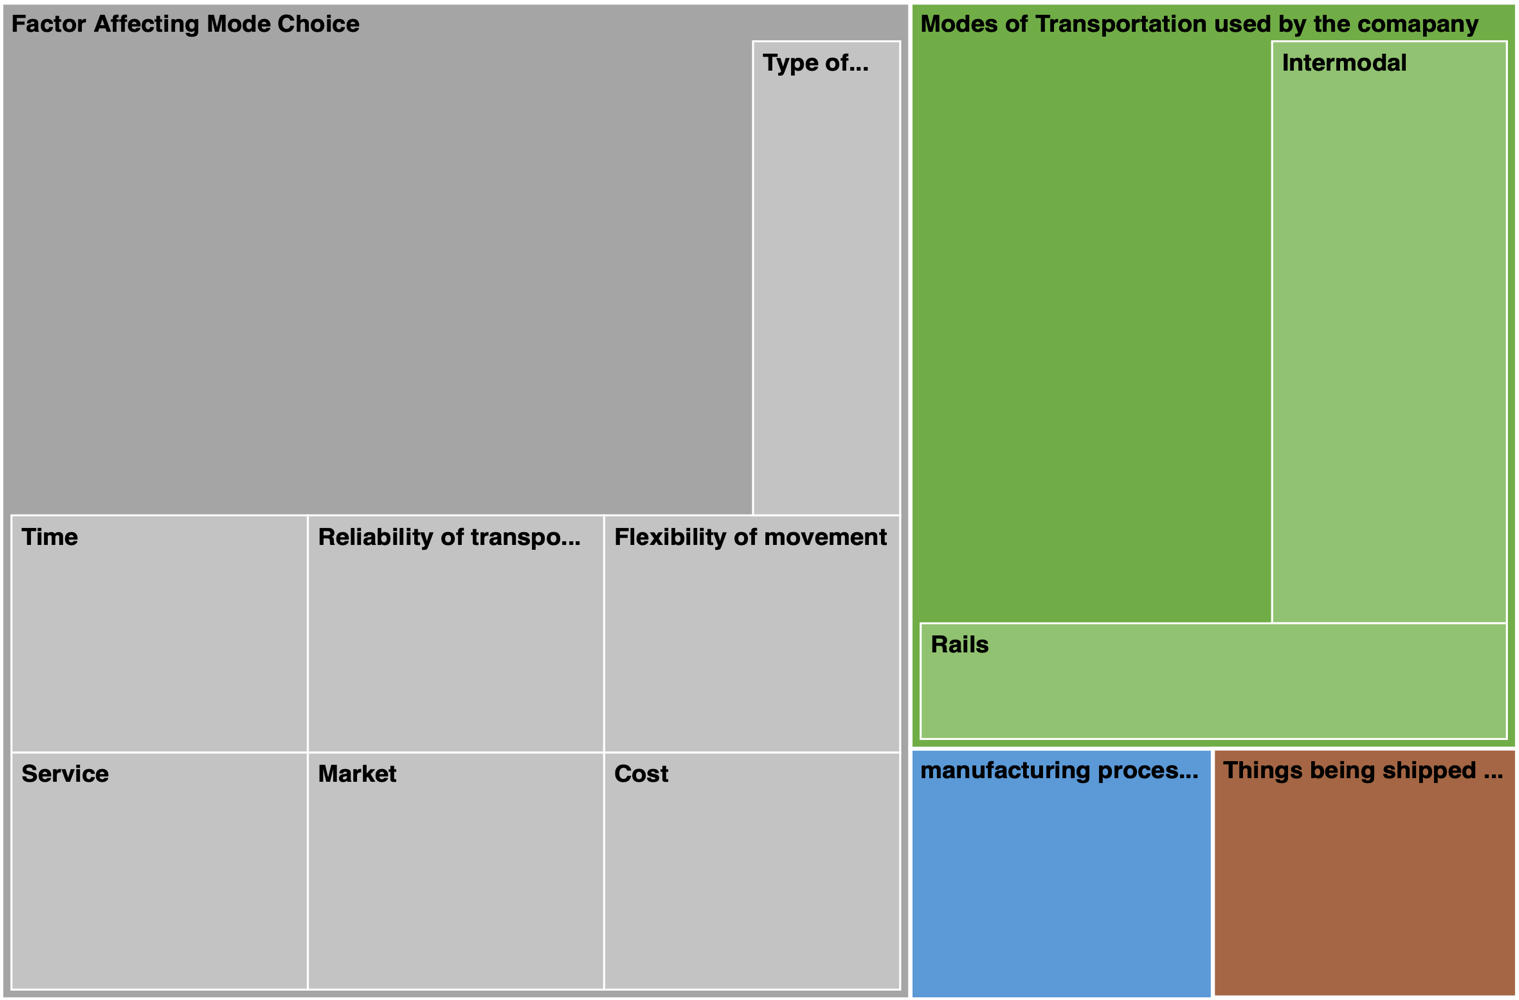 Factor Affecting Mode Choice
Type of...
Time
Reliability of transpo...
Flexibility of movement
Service
Market
Cost
Modes of Transportation used by the comapany
Intermodal
Rails
manufacturing proces...
Things being shipped ...